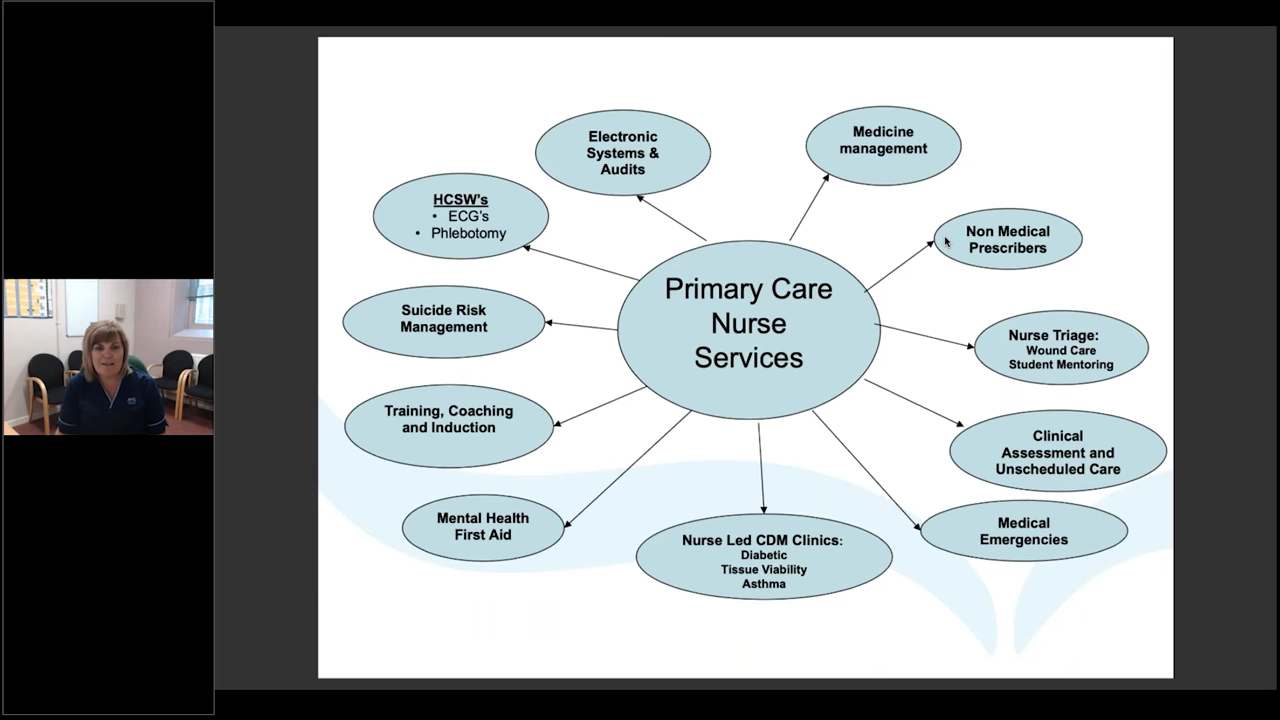 Electronic
Systems &
Audits
Medicine
management
HCSW's
• ECG's
• Phlebotomy
Non Medical
Prescribers
Primary Care
Nurse
Services
Suicide Risk
Management
Nurse Triage:
Wound Care
Student Mentoring
Training, Coaching
and Induction
Clinical
Assessment and
Unscheduled Care
Mental Health
First Aid
Nurse Led CDM Clinics:
Diabetic
Tissue Viability
Asthma
Medical
Emergencies